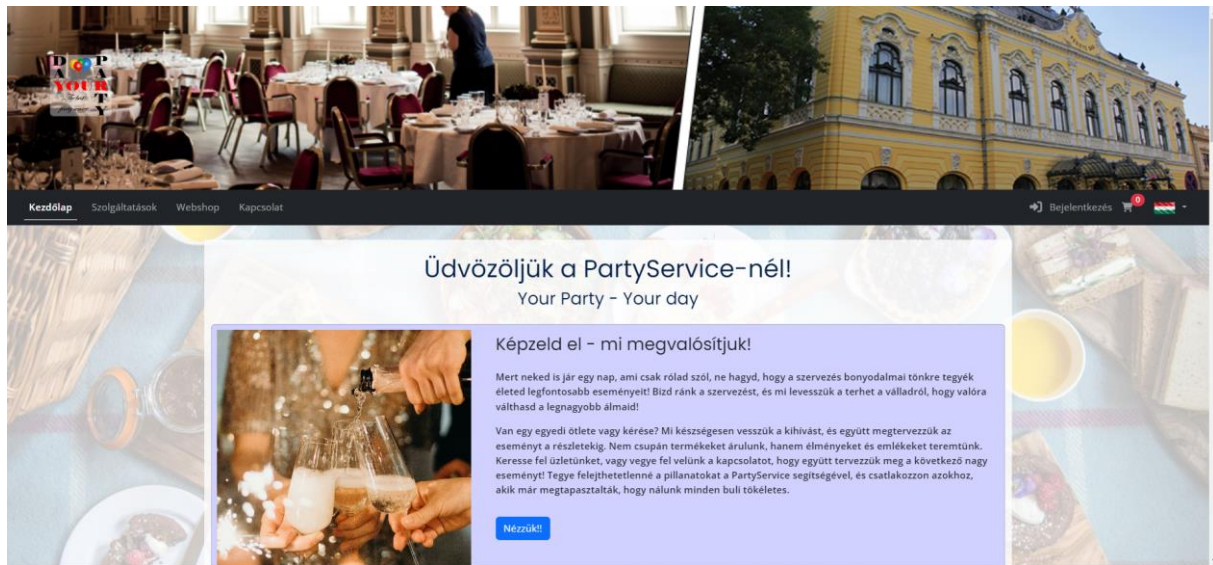 YOUR
Kezdőlap
Szolgáltatások
Webshop
Kapcsolat
Bejelentkezés
0
Üdvözöljük a PartyService-nél!
Your Party - Your day
Képzeld el - mi megvalósítjuk!
Mert neked is jár egy nap, ami csak rólad szól, ne hagyd, hogy a szervezés bonyodalmai tönkre tegyék
életed legfontosabb eseményeit! Bízd ránk a szervezést, és mi levesszük a terhet a válladról, hogy valóra
válthasd a legnagyobb álmaid!
Van egy egyedi ötlete vagy kérése? Mi készségesen vesszük a kihívást, és együtt megtervezzük az
eseményt a részletekig. Nem csupán termékeket árulunk, hanem élményeket és emlékeket teremtünk.
Keresse fel üzletünket, vagy vegye fel velünk a kapcsolatot, hogy együtt tervezzük meg a következő nagy
eseményt! Tegye felejthetetlenné a pillanatokat a PartyService segítségével, és csatlakozzon azokhoz,
akik már megtapasztalták, hogy nálunk minden buli tökéletes.
Nézzük!!